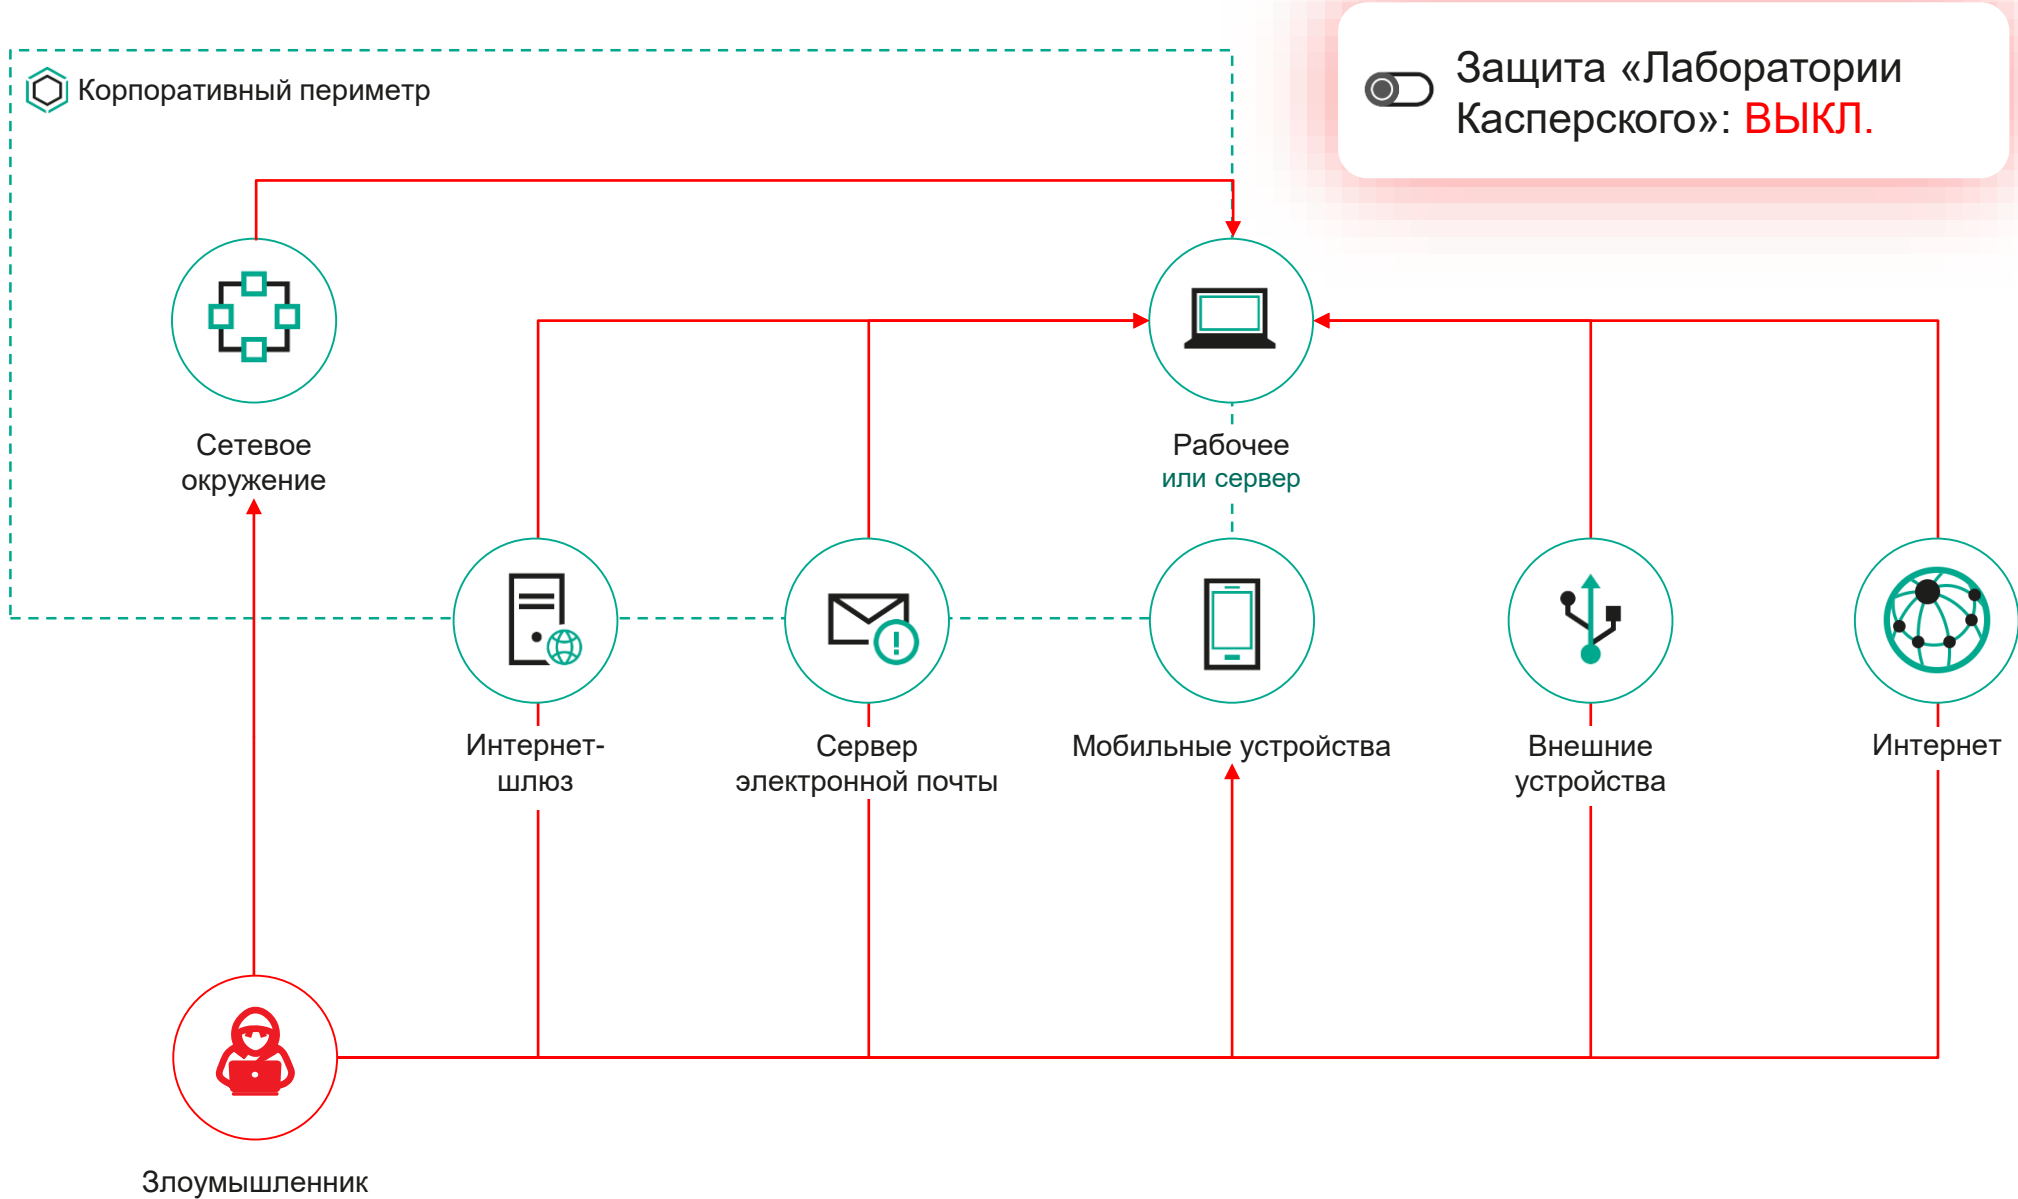 Корпоративный периметр
Защита «Лаборатории
Касперского»: ВЫКЛ.
Сетевое
окружение
Рабочее
или сервер
Интернет-
шлюз
Сервер
электронной почты
Мобильные устройства
Внешние
устройства
Интернет
Злоумышленник